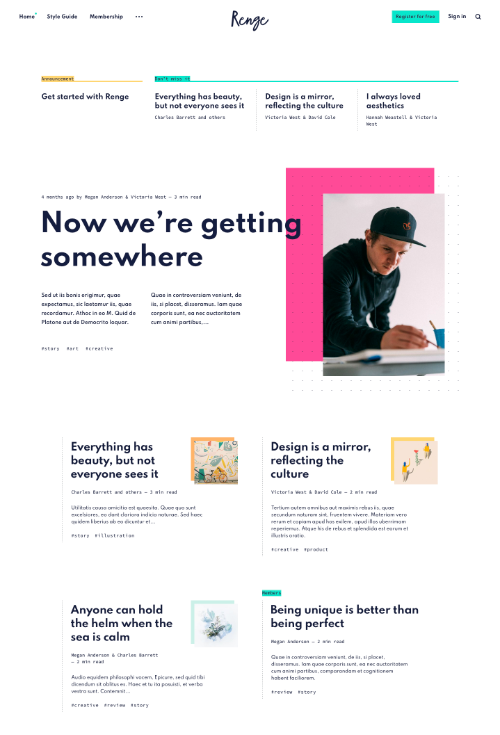 Home
Style Guide
Membership
Renge
Register for free
Sign in
Announcement
Get started with Renge
Don't miss it
Everything has beauty,
but not everyone sees it
Charles Barrett and others
Design is a mirror,
reflecting the culture
Victoria West & David Cole
I always loved
aesthetics
Hannah Weastell & Victoria
West
4 months ago by Megan Anderson & Victoria West — 3 min read
Now we're getting
somewhere
Sed ut iis bonis erigimur, quae
expectamus, sic laetamur iis, quae
recordamur. Athoc in eo M. Quid de
Platone aut de Democrito loquar.
Quae in controversiam veniunt, de
iis, si placet, disseramus. Iam quae
corporis sunt, ea nec auctoritatem
cum animi partibus,...
#story #art #creative
Everything has
beauty, but not
everyone sees it
Charles Barrett and others — 2 min read
Utilitatis causa amicitia est quaesita. Quae qua sunt
excelsiores, eo dant clariora indicia naturae. Sed haec
quidem liberius ab eo dicuntur et...
#story #illustration
Design is a mirror,
reflecting the
culture
Victoria West & David Cole — 2 min read
Tertium autem omnibus aut maximis rebus iis, quae
secundum naturam sint, fruentem vivere. Materiam vero
rerum et copiam apud hos exilem, apud illos uberrimam
reperiemus. Atque his de rebus et splendida est eorum et
illustris oratio.
#creative #product
Anyone can hold
the helm when the
sea is calm
Megan Anderson & Charles Barrett
— 2 min read
Audio equidem philosophi vocem, Epicure, sed quid tibi
dicendum sit oblitus es. Haec et tu ita posuisti, et verba
vestra sunt. Contemnit...
#creative #review #story
Members
Being unique is better than
being perfect
Megan Anderson — 2 min read
Quae in controversiam veniunt, de iis, si placet,
disseramus. Iam quae corporis sunt, ea nec auctoritatem
cum animi partibus, comparandam et cognitionem
habent faciliorem.
#review #story